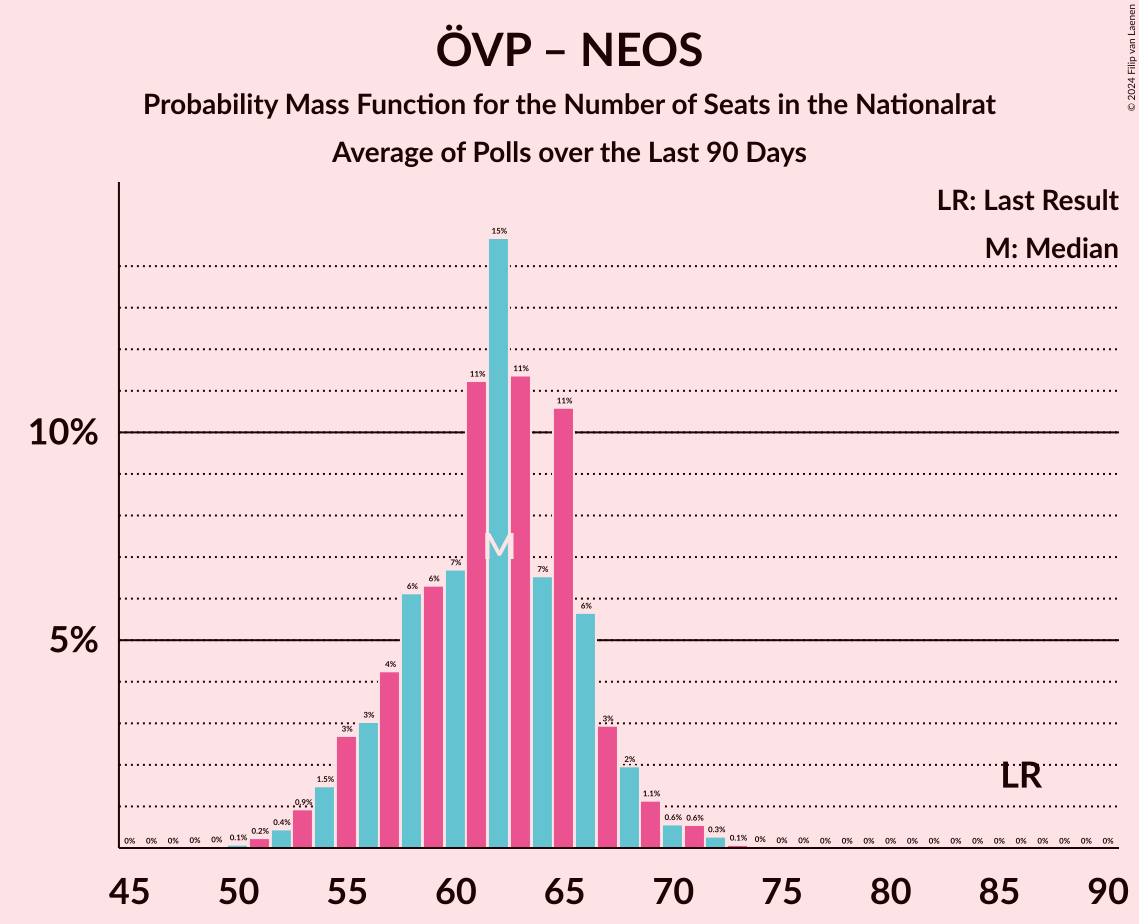 ÖVP – NEOS
Probability Mass Function for the Number of Seats in the Nationalrat
Average of Polls over the Last 90 Days
© 2024 Filip van Laenen
LR: Last Result
M: Median
15%
11% 11%
11%
10%
M
7% 7%
6% 6% 6%
5%
4%
3% 3% 3%
2%
LR
1.5% 1.1%
0.9%
0.4% 0.6% 0.6%
0.2% 0.3%
0% 0% 0% 0% 0% 0.1% 0.1% 0% 0% 0% 0% 0% 0% 0% 0% 0% 0% 0% 0% 0% 0% 0% 0% 0%
45 50 55 60 65 70 75 80 85 90